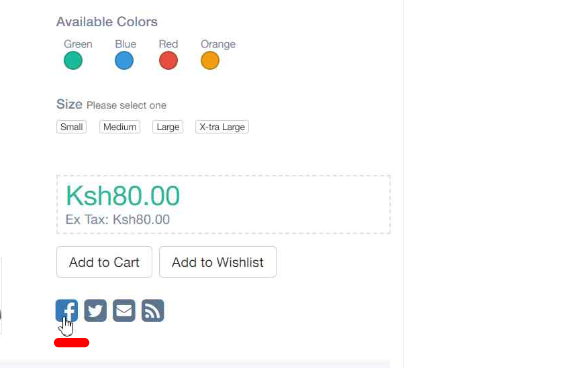 Available Colors
Green Blue Red Orange
Size Please select one
Small Medium Large X-tra Large
Ksh80.00
Ex Tax: Ksh80.00
Add to Cart Add to Wishlist